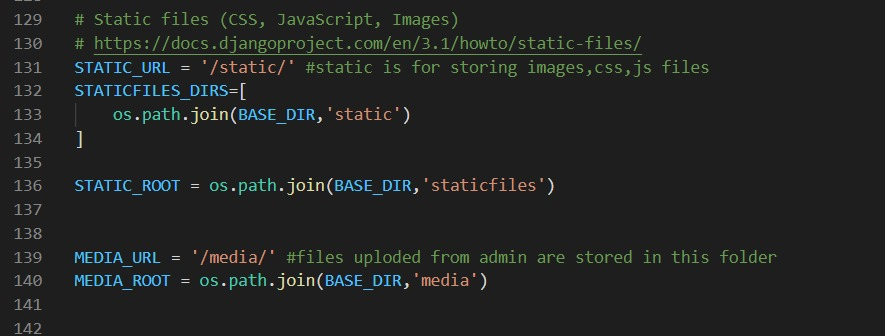 129 # Static files (CSS, JavaScript, Images)
130 # https://docs.djangoproject.com/en/3.1/howto/static-files/
131 STATIC_URL = '/static/' #static is for storing images,css,js files
132 STATICFILES_DIRS=[
133     os.path.join(BASE_DIR,'static')
134 ]
135
136 STATIC_ROOT = os.path.join(BASE_DIR,'staticfiles')
137
138
139 MEDIA_URL = '/media/' #files uploded from admin are stored in this folder
140 MEDIA_ROOT = os.path.join(BASE_DIR,'media')
141
142